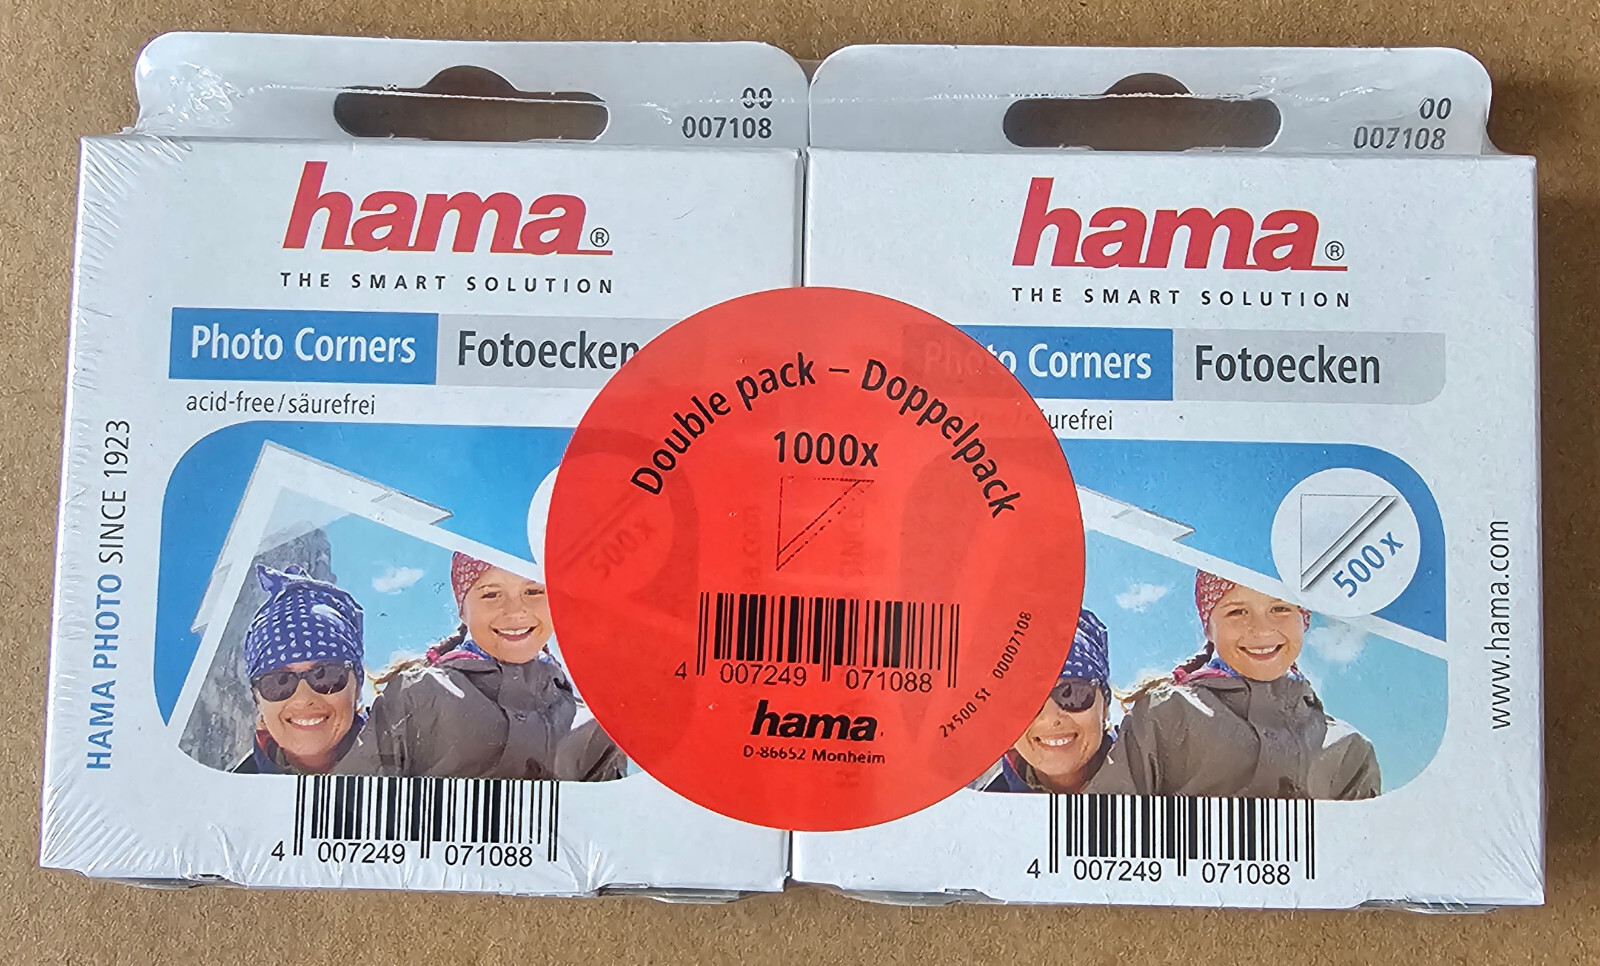 00
007108
hama®
THE SMART SOLUTION
Photo Corners Fotoecken
acid-free/säurefrei
HAMA PHOTO SINCE 1923
500x
4 007249 071088
Double pack – Doppelpack
1000x
4 007249 071088
hama
D-86652 Monheim
2x500 St 00007108
00
007108
hama®
THE SMART SOLUTION
Photo Corners Fotoecken
säurefrei
500x
www.hama.com
4 007249 071088